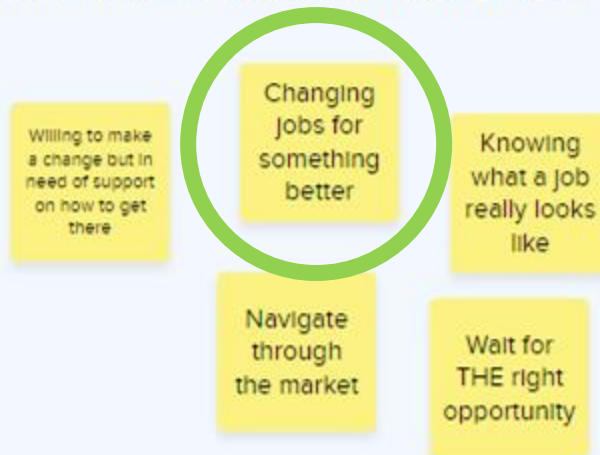 Willing to make
a change but in
need of support
on how to get
there
Changing
jobs for
something
better
Knowing
what a job
really looks
like
Navigate
through
the market
Wait for
THE right
opportunity